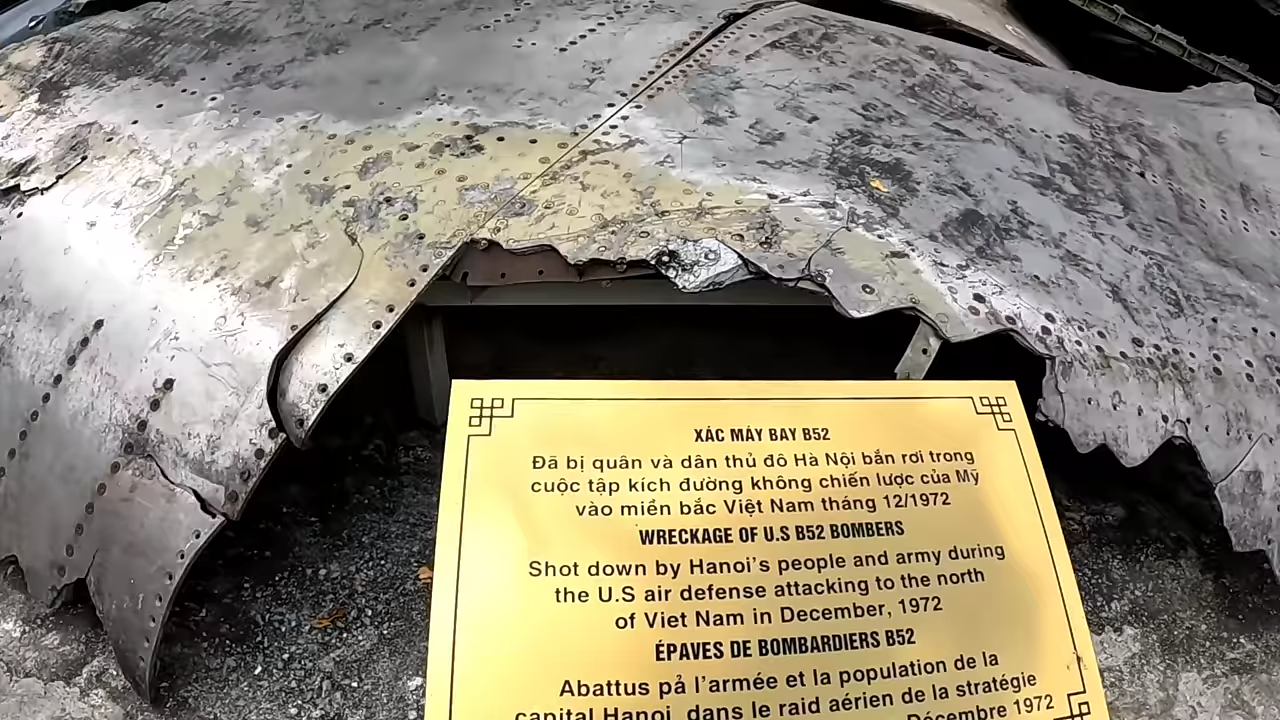 XÁC MÁY BAY B52
Đã bị quân và dân thủ đô Hà Nội bắn rơi trong
cuộc tập kích đường không chiến lược của Mỹ
vào miền bắc Việt Nam tháng 12/1972
WRECKAGE OF U.S B52 BOMBERS
Shot down by Hanoi's people and army during
the U.S air defense attacking to the north
of Viet Nam in December, 1972
ÉPAVES DE BOMBARDIERS B52
Abattus pả l'armée et la population de la
capital Hanoi dans le raid aérien de la stratégie
Décembre 1972